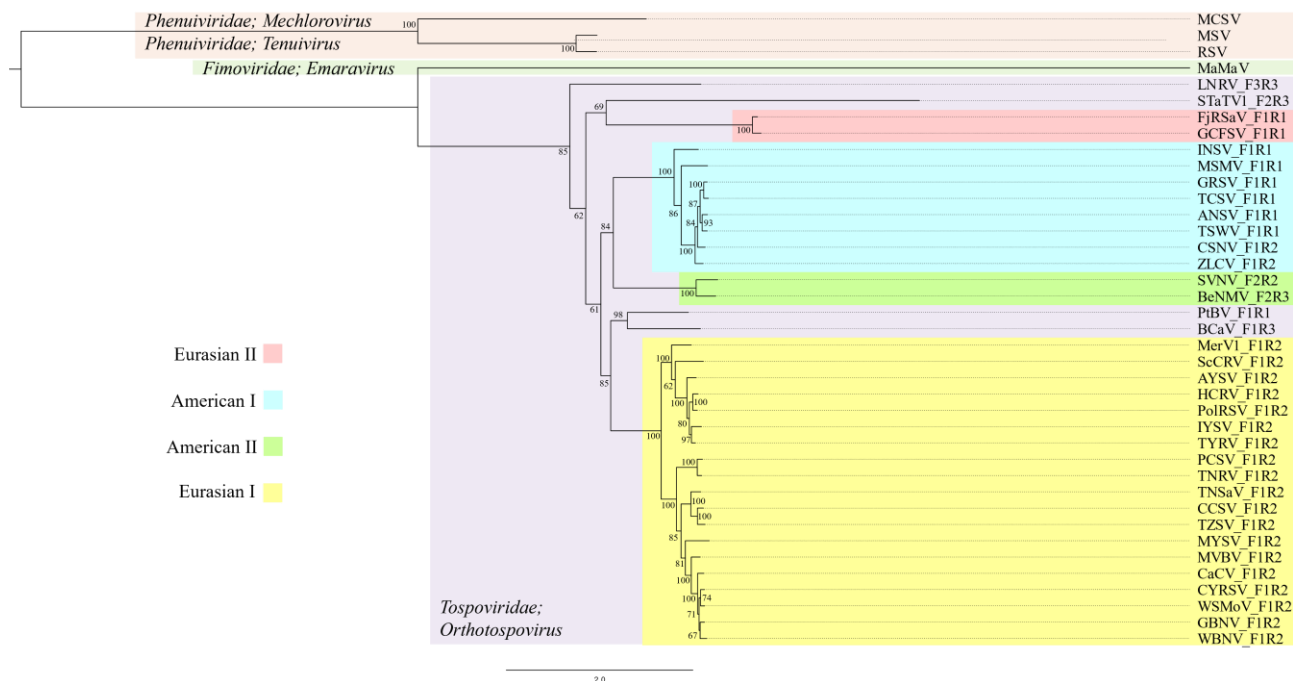 Phenuiviridae; Mechlorovirus
100
MCSV
Phenuiviridae; Tenuivirus
100
MSV
RSV
Fimoviridae; Emaravirus
MaMaV
LNRV_F3R3
69
STaTV1_F2R3
FjRSaV_F1R1
100
GCFSV_F1R1
85
INSV_F1R1
100
MSMV_F1R1
100
GRSV_F1R1
87
TCSV_F1R1
86
ANSV_F1R1
62
84
93
TSWV_F1R1
84
CSNV_F1R2
100
ZLCV_F1R2
SVNV_F2R2
100
BeNMV_F2R3
61
98
PtBV_F1R1
BCaV_F1R3
Eurasian II
100
MerV1_F1R2
62
ScCRV_F1R2
85
AYSV_F1R2
American I
100
100
HCRV_F1R2
PolRSV_F1R2
80
IYSV_F1R2
100
97
TYRV_F1R2
American II
100
PCSV_F1R2
TNRV_F1R2
Eurasian I
100
TNSaV_F1R2
100
100
CCSV_F1R2
TZSV_F1R2
85
MYSV_F1R2
81
MVBV_F1R2
100
CaCV_F1R2
CYRSV_F1R2
100
74
WSMoV_F1R2
Tospoviridae;
71
GBNV_F1R2
Orthotospovirus
67
WBNV_F1R2
2.0